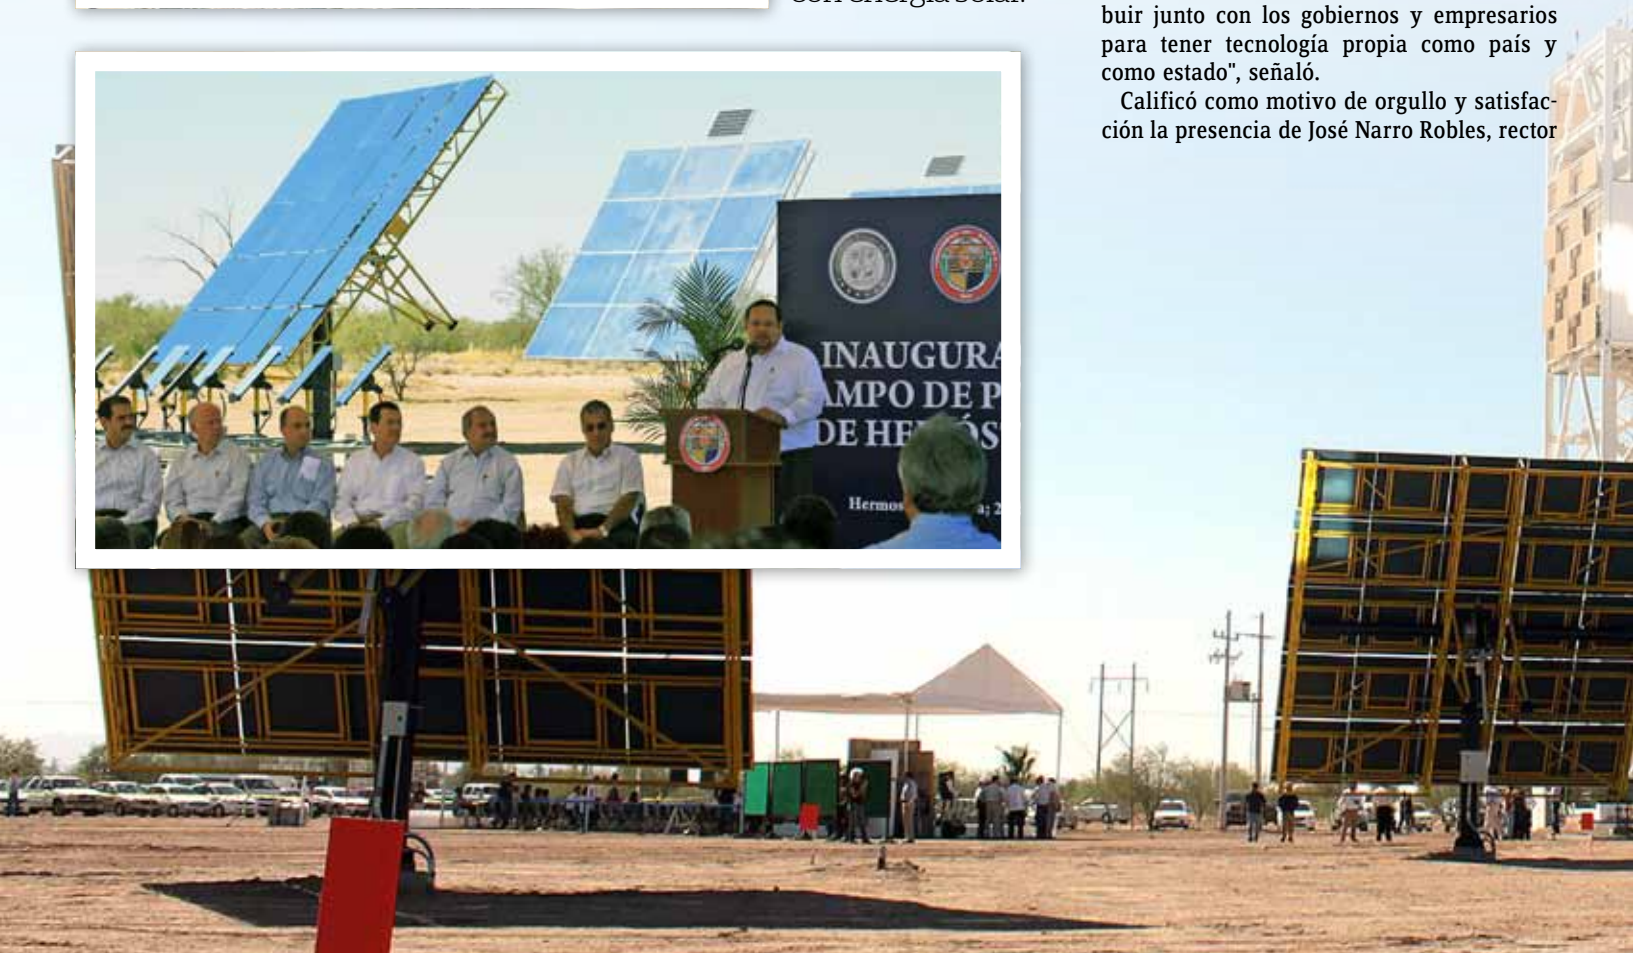 con energía solar.
buir junto con los gobiernos y empresarios
para tener tecnología propia como país y
como estado", señaló.
Calificó como motivo de orgullo y satisfac-
ción la presencia de José Narro Robles, rector
INAUGURA
AMPO DE P
DE HE ÓS
Hermos a; 2